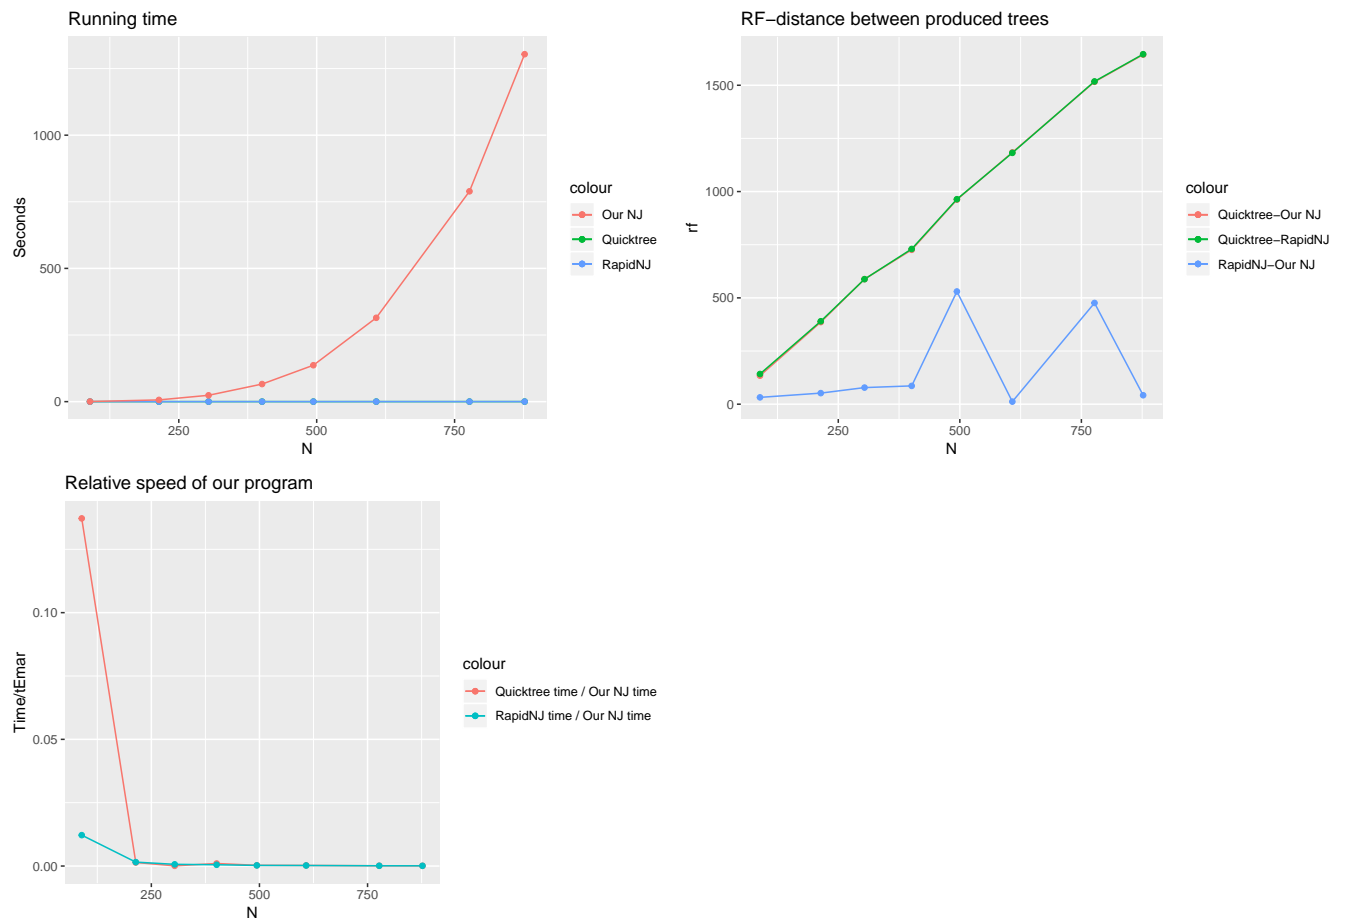 Running time
1000
500
0
Seconds
250
500
750
N
colour
Our NJ
Quicktree
RapidNJ
RF−distance between produced trees
1500
1000
500
0
rf
250
500
750
N
colour
Quicktree−Our NJ
Quicktree−RapidNJ
RapidNJ−Our NJ
Relative speed of our program
0.10
0.05
0.00
Time/tEmar
250
500
750
N
colour
Quicktree time / Our NJ time
RapidNJ time / Our NJ time